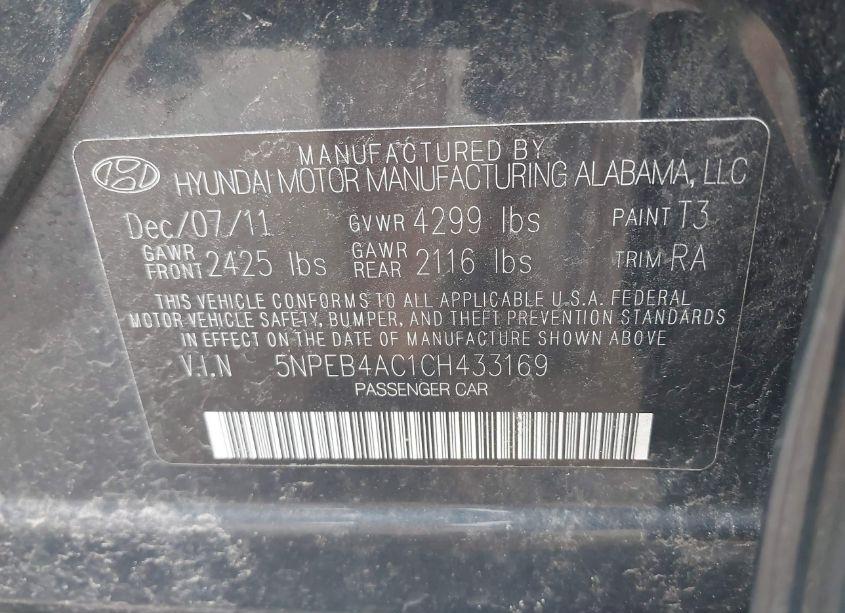 MANUFACTURED BY
HYUNDAI MOTOR MANUFACTURING ALABAMA, LLC
Dec/07/11 GVWR 4299 lbs PAINT T3
GAWR FRONT 2425 lbs GAWR REAR 2116 lbs TRIM RA
THIS VEHICLE CONFORMS TO ALL APPLICABLE U.S.A. FEDERAL
MOTOR VEHICLE SAFETY, BUMPER, AND THEFT PREVENTION STANDARDS
IN EFFECT ON THE DATE OF MANUFACTURE SHOWN ABOVE
V.I.N 5NPEB4AC1CH433169
PASSENGER CAR